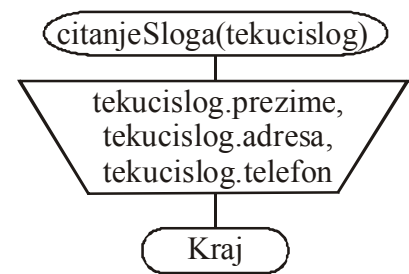 citanjeSloga(tekucislog)
tekucislog.prezime,
tekucislog.adresa,
tekucislog.telefon
Kraj